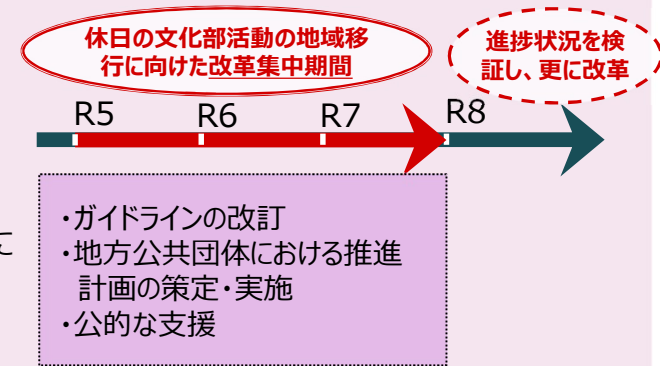 休日の文化部活動の地域移
行に向けた改革集中期間
進捗状況を検
証し、更に改革
R5 R6 R7 R8
・ガイドラインの改訂
に
・地方公共団体における推進
計画の策定・実施
・公的な支援